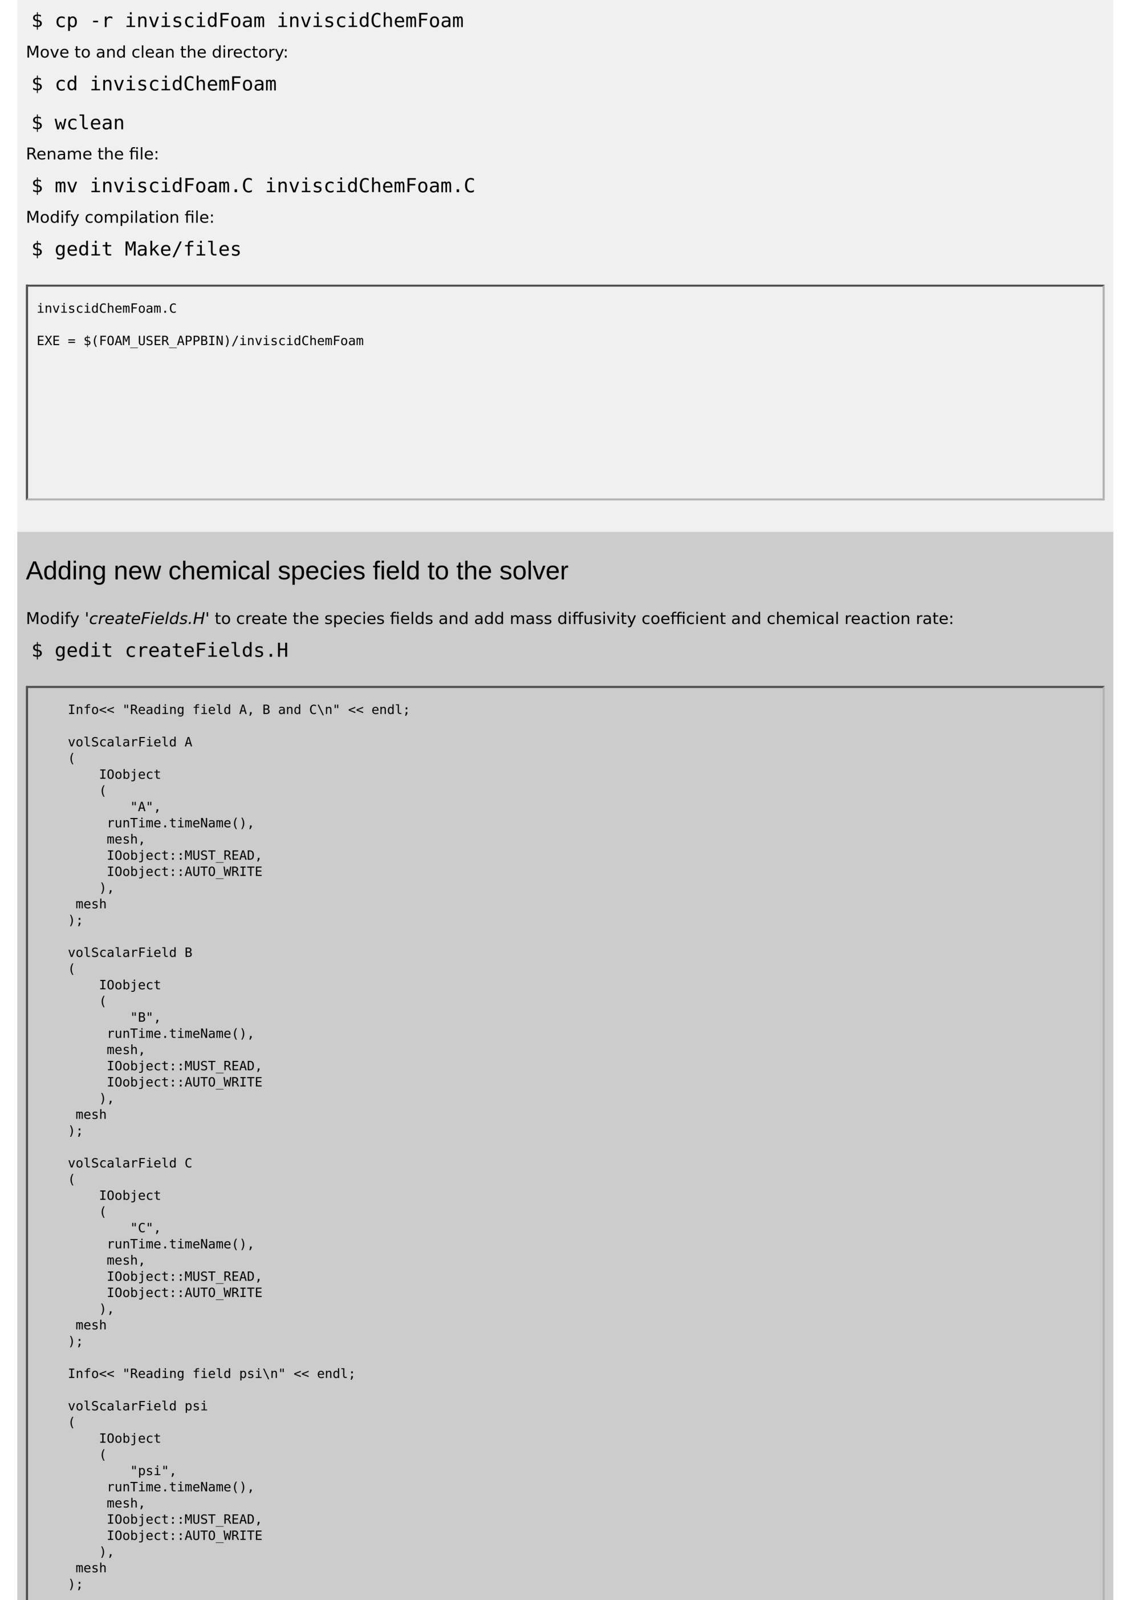 $ cp -r inviscidFoam inviscidChemFoam
Move to and clean the directory:
$ cd inviscidChemFoam
$ wclean
Rename the file:
$ mv inviscidFoam.C inviscidChemFoam.C
Modify compilation file:
$ gedit Make/files
inviscidChemFoam.C
EXE = $(FOAM_USER_APPBIN)/inviscidChemFoam
Adding new chemical species field to the solver
Modify 'createFields.H' to create the species fields and add mass diffusivity coefficient and chemical reaction rate:
$ gedit createFields.H
Info<< "Reading field A, B and C\n" << endl;
volScalarField A
(
IOobject
(
"A",
runTime.timeName(),
mesh,
IOobject::MUST_READ,
IOobject::AUTO_WRITE
),
mesh
);
volScalarField B
(
IOobject
(
"B",
runTime.timeName(),
mesh,
IOobject::MUST_READ,
IOobject::AUTO_WRITE
),
mesh
);
volScalarField C
(
IOobject
(
"C",
runTime.timeName(),
mesh,
IOobject::MUST_READ,
IOobject::AUTO_WRITE
),
mesh
);
Info<< "Reading field psi\n" << endl;
volScalarField psi
(
IOobject
(
"psi",
runTime.timeName(),
mesh,
IOobject::MUST_READ,
IOobject::AUTO_WRITE
),
mesh
);